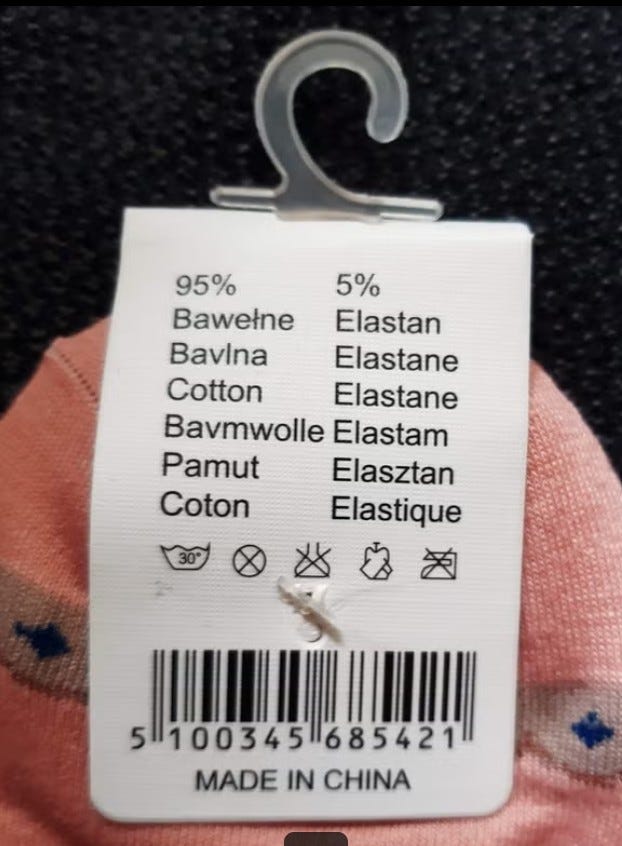 95% 5%
Bawełne Elastan
Bavlna Elastane
Cotton Elastane
Bavmwolle Elastam
Pamut Elasztan
Coton Elastique
30°
5 100345 685421
MADE IN CHINA